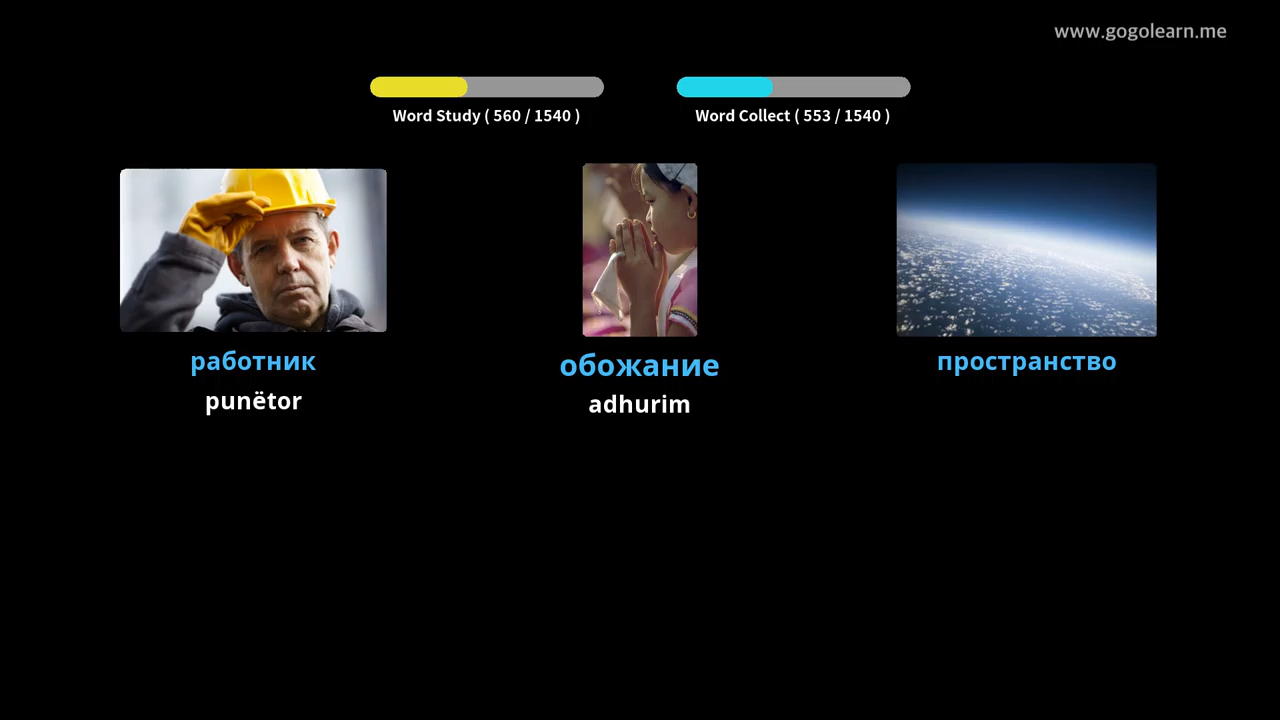 www.gogolearn.me
Word Study ( 560 / 1540 )
Word Collect ( 553 / 1540 )
работник
обожание
пространство
punëtor
adhurim